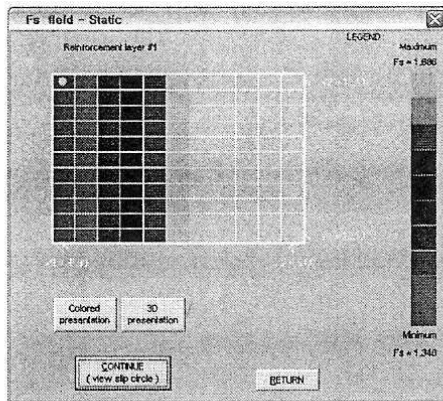 Fs field - Static
LEGEND:
Reinforcement layer #1
Maximum
Fs = 1,686
Colored
presentation
3D
presentation
Minimum
Fs = 1,340
CONTINUE
( view slip circle )
RETURN